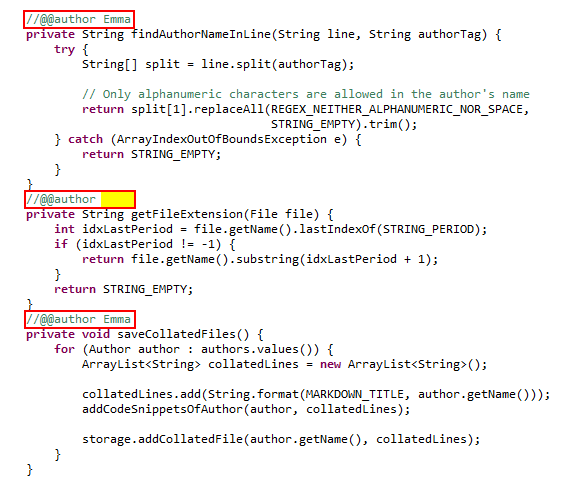 //@@author Emma
private String findAuthorNameInLine(String line, String authorTag) {
    try {
        String[] split = line.split(authorTag);

        // Only alphanumeric characters are allowed in the author's name
        return split[1].replaceAll(REGEX_NEITHER_ALPHANUMERIC_NOR_SPACE,
                                   STRING_EMPTY).trim();
    } catch (ArrayIndexOutOfBoundsException e) {
        return STRING_EMPTY;
    }
}
//@@author
private String getFileExtension(File file) {
    int idxLastPeriod = file.getName().lastIndexOf(STRING_PERIOD);
    if (idxLastPeriod != -1) {
        return file.getName().substring(idxLastPeriod + 1);
    }
    return STRING_EMPTY;
}
//@@author Emma
private void saveCollatedFiles() {
    for (Author author : authors.values()) {
        ArrayList<String> collatedLines = new ArrayList<String>();

        collatedLines.add(String.format(MARKDOWN_TITLE, author.getName()));
        addCodeSnippetsOfAuthor(author, collatedLines);

        storage.addCollatedFile(author.getName(), collatedLines);
    }
}